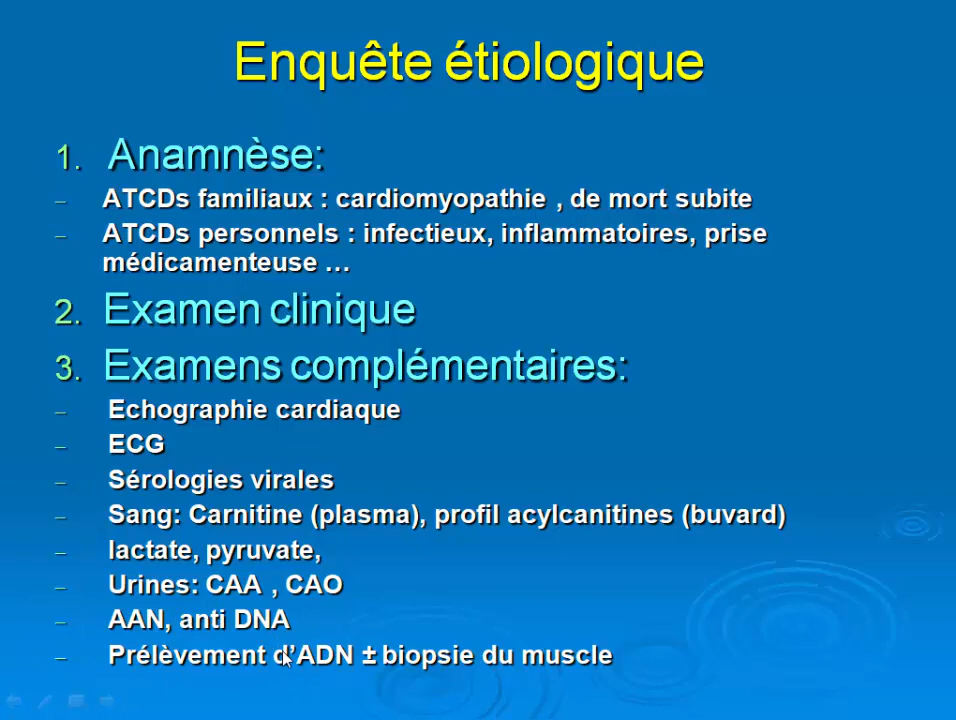 Enquête étiologique
1. Anamnèse:
– ATCDs familiaux : cardiomyopathie , de mort subite
– ATCDs personnels : infectieux, inflammatoires, prise
médicamenteuse …
2. Examen clinique
3. Examens complémentaires:
– Echographie cardiaque
– ECG
– Sérologies virales
– Sang: Carnitine (plasma), profil acylcanitines (buvard)
– lactate, pyruvate,
– Urines: CAA , CAO
– AAN, anti DNA
– Prélèvement d'ADN ± biopsie du muscle